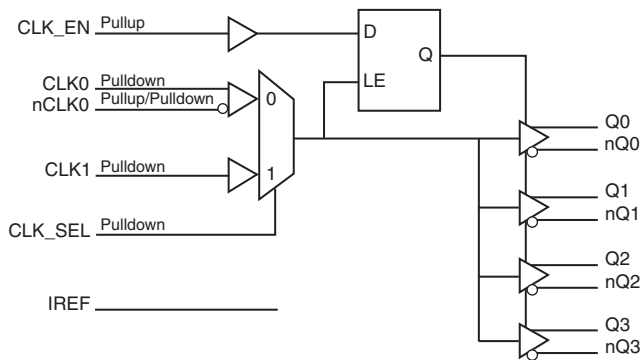 CLK_EN Pullup
D
Q
LE
CLK0 Pulldown
nCLK0 Pullup/Pulldown
0
CLK1 Pulldown
1
CLK_SEL Pulldown
IREF
Q0
nQ0
Q1
nQ1
Q2
nQ2
Q3
nQ3